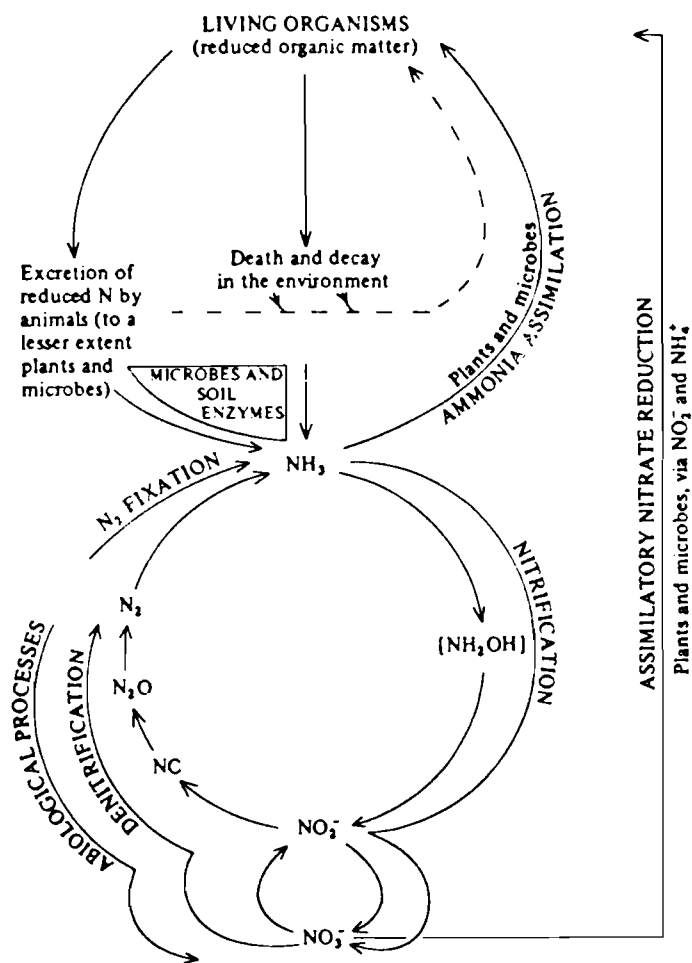 LIVING ORGANISMS
(reduced organic matter)
Excretion of
reduced N by
animals (to a
lesser extent
plants and
microbes)
Death and decay
in the environment
Plants and microbes
AMMONIA ASSIMILATION
MICROBES AND
SOIL
ENZYMES
NH₃
N₂ FIXATION
NITRIFICATION
N₂
{NH₂OH}
N₂O
NC
NO₂⁻
NO₃⁻
DENITRIFICATION
ABIOLOGICAL PROCESSES
ASSIMILATORY NITRATE REDUCTION
Plants and microbes, via NO₂⁻ and NH₄⁺